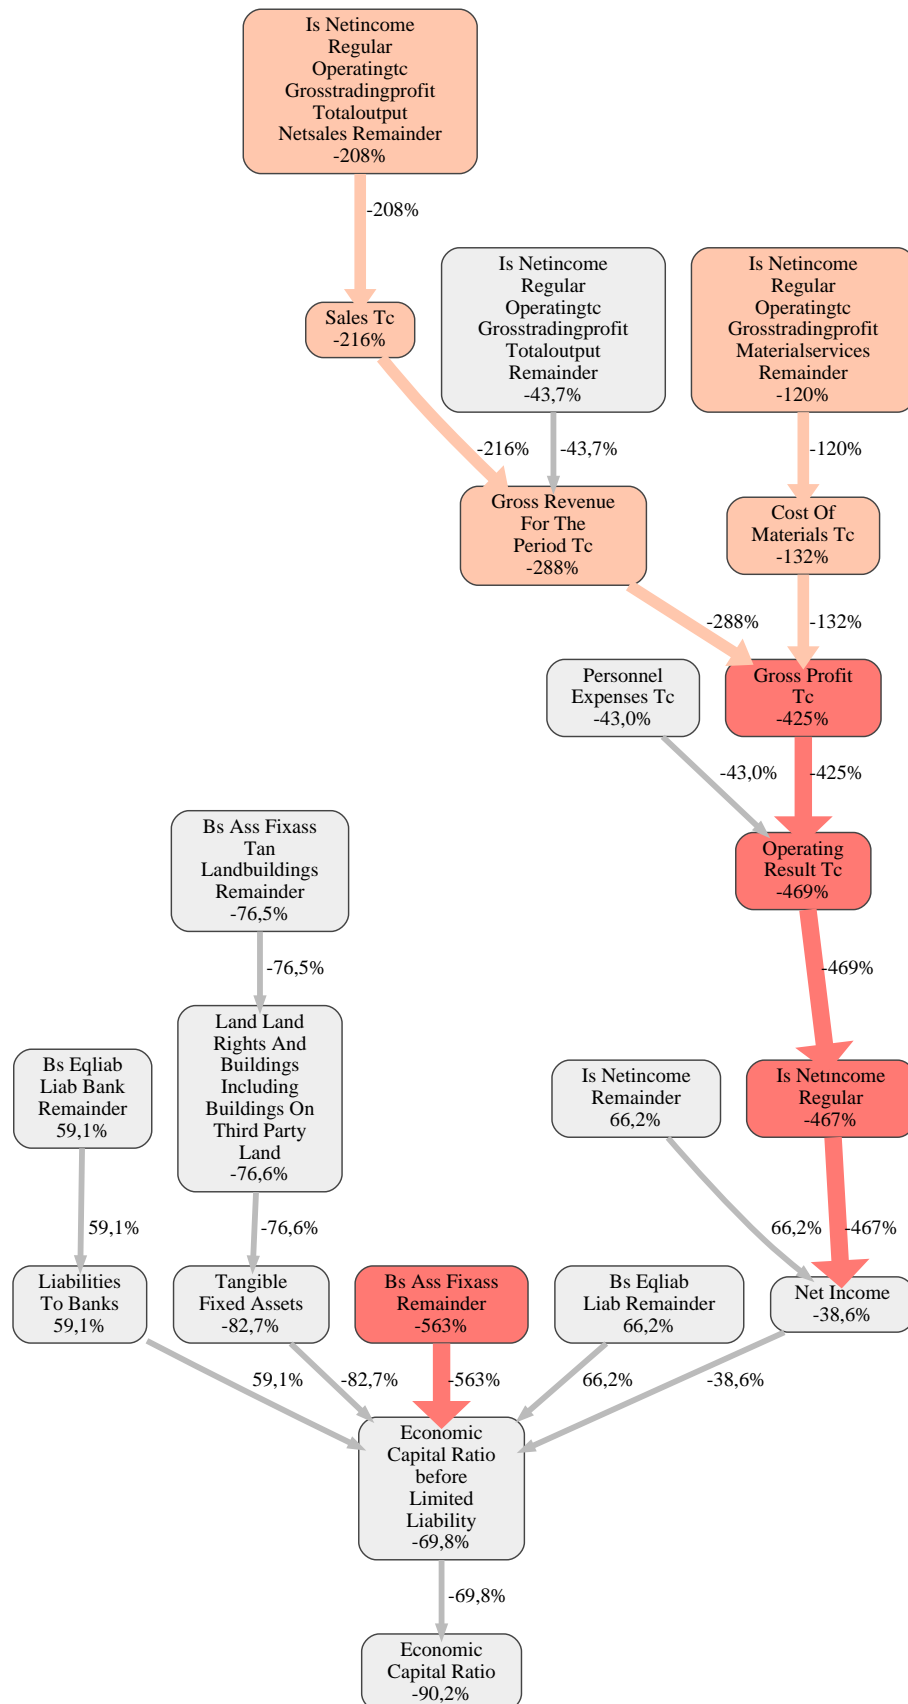 Is Netincome
Regular
Operatingtc
Grosstradingprofit
Totaloutput
Netsales Remainder
-208%
-208%
Is Netincome
Regular
Operatingtc
Grosstradingprofit
Totaloutput
Remainder
-43,7%
Is Netincome
Regular
Operatingtc
Grosstradingprofit
Materialservices
Remainder
-120%
Sales Tc
-216%
-216%
-43,7%
-120%
Gross Revenue
For The
Period Tc
-288%
Cost Of
Materials Tc
-132%
-288%
-132%
Personnel
Expenses Tc
-43,0%
Gross Profit
Tc
-425%
-43,0%
-425%
Bs Ass Fixass
Tan
Landbuildings
Remainder
-76,5%
Operating
Result Tc
-469%
-76,5%
-469%
Bs Eqliab
Liab Bank
Remainder
59,1%
Land Land
Rights And
Buildings
Including
Buildings On
Third Party
Land
-76,6%
Is Netincome
Remainder
66,2%
Is Netincome
Regular
-467%
59,1%
-76,6%
66,2%
-467%
Liabilities
To Banks
59,1%
Tangible
Fixed Assets
-82,7%
Bs Ass Fixass
Remainder
-563%
Bs Eqliab
Liab Remainder
66,2%
Net Income
-38,6%
59,1%
-82,7%
-563%
66,2%
-38,6%
Economic
Capital Ratio
before
Limited
Liability
-69,8%
-69,8%
Economic
Capital Ratio
-90,2%